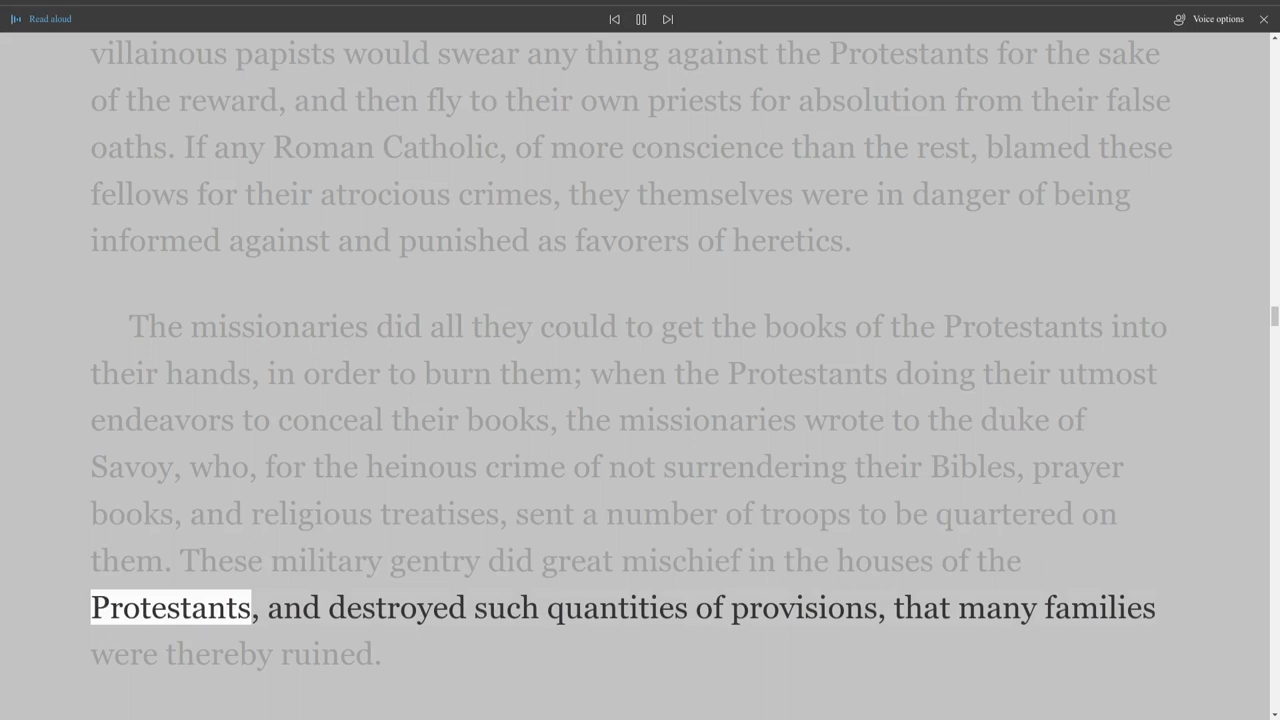 Read aloud
Voice options
villainous papists would swear any thing against the Protestants for the sake
of the reward, and then fly to their own priests for absolution from their false
oaths. If any Roman Catholic, of more conscience than the rest, blamed these
fellows for their atrocious crimes, they themselves were in danger of being
informed against and punished as favorers of heretics.
The missionaries did all they could to get the books of the Protestants into
their hands, in order to burn them; when the Protestants doing their utmost
endeavors to conceal their books, the missionaries wrote to the duke of
Savoy, who, for the heinous crime of not surrendering their Bibles, prayer
books, and religious treatises, sent a number of troops to be quartered on
them. These military gentry did great mischief in the houses of the
Protestants, and destroyed such quantities of provisions, that many families
were thereby ruined.